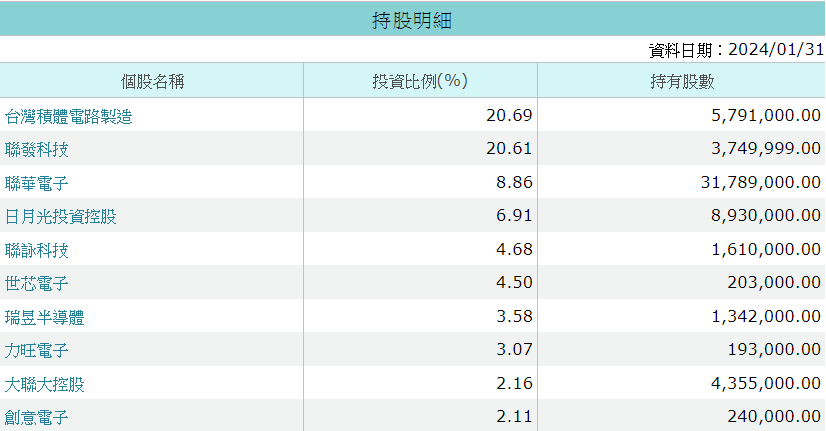 持股明細
資料日期：2024/01/31
個股名稱 投資比例(%) 持有股數
台灣積體電路製造 20.69 5,791,000.00
聯發科技 20.61 3,749,999.00
聯華電子 8.86 31,789,000.00
日月光投資控股 6.91 8,930,000.00
聯詠科技 4.68 1,610,000.00
世芯電子 4.50 203,000.00
瑞昱半導體 3.58 1,342,000.00
力旺電子 3.07 193,000.00
大聯大控股 2.16 4,355,000.00
創意電子 2.11 240,000.00